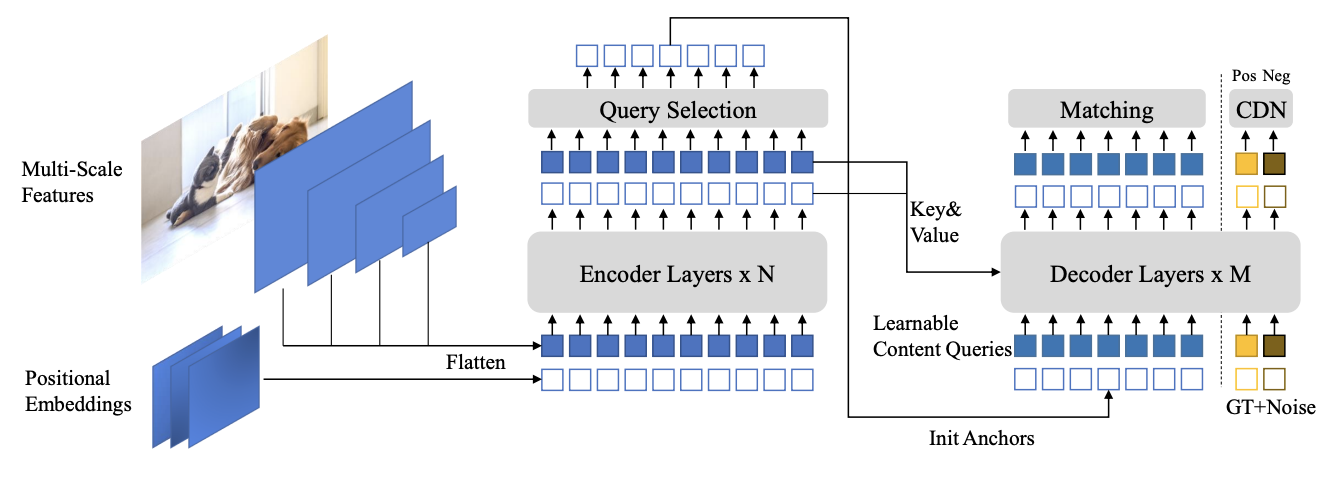 Multi-Scale
Features
Positional
Embeddings
Flatten
Query Selection
Encoder Layers x N
Key&
Value
Learnable
Content Queries
Init Anchors
Matching
Decoder Layers x M
Pos Neg
CDN
GT+Noise